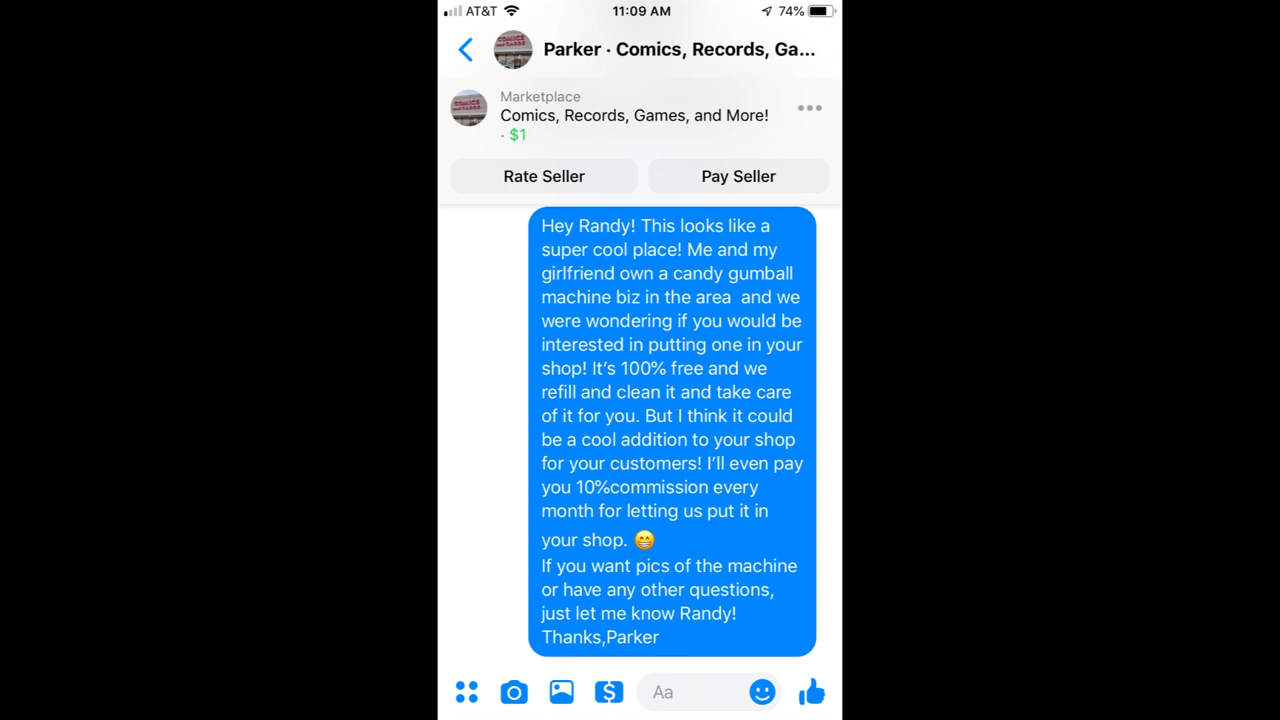 AT&T 11:09 AM 74%
Parker · Comics, Records, Ga...
Marketplace
Comics, Records, Games, and More!
· $1
Rate Seller Pay Seller
Hey Randy! This looks like a
super cool place! Me and my
girlfriend own a candy gumball
machine biz in the area  and we
were wondering if you would be
interested in putting one in your
shop! It’s 100% free and we
refill and clean it and take care
of it for you. But I think it could
be a cool addition to your shop
for your customers! I’ll even pay
you 10%commission every
month for letting us put it in
your shop. 😁
If you want pics of the machine
or have any other questions,
just let me know Randy!
Thanks,Parker
Aa